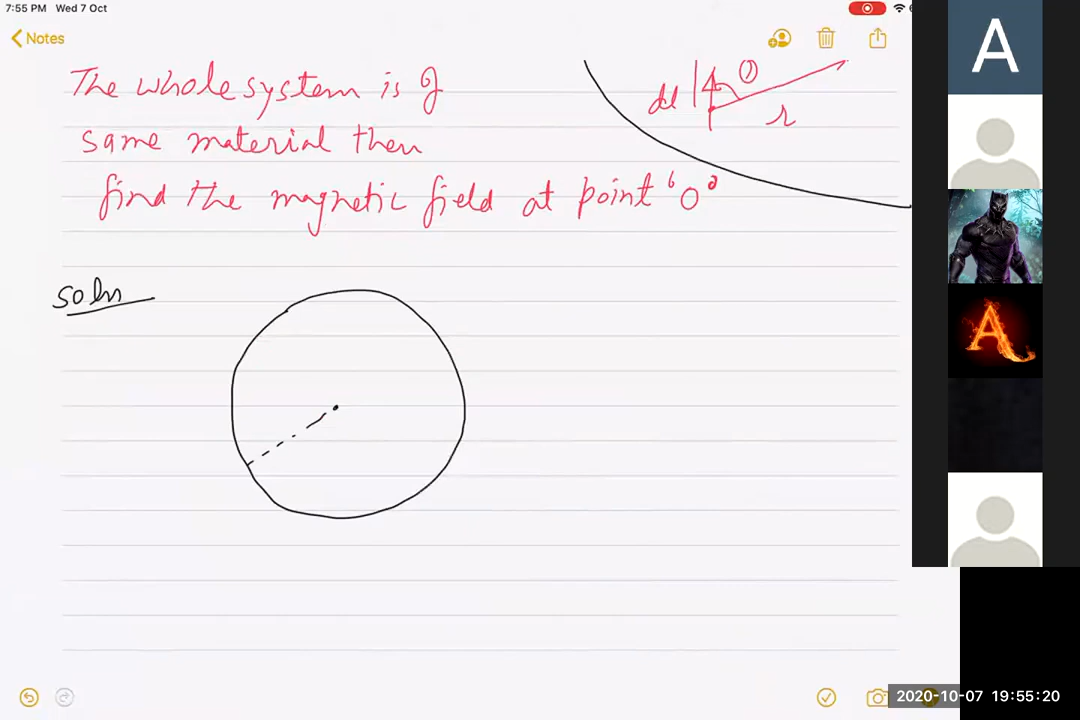 7:55 PM Wed 7 Oct
Notes
The whole system is of
same material then
find the magnetic field at point 'O'
dl
r
Soln
A
A
2020-10-07 19:55:20